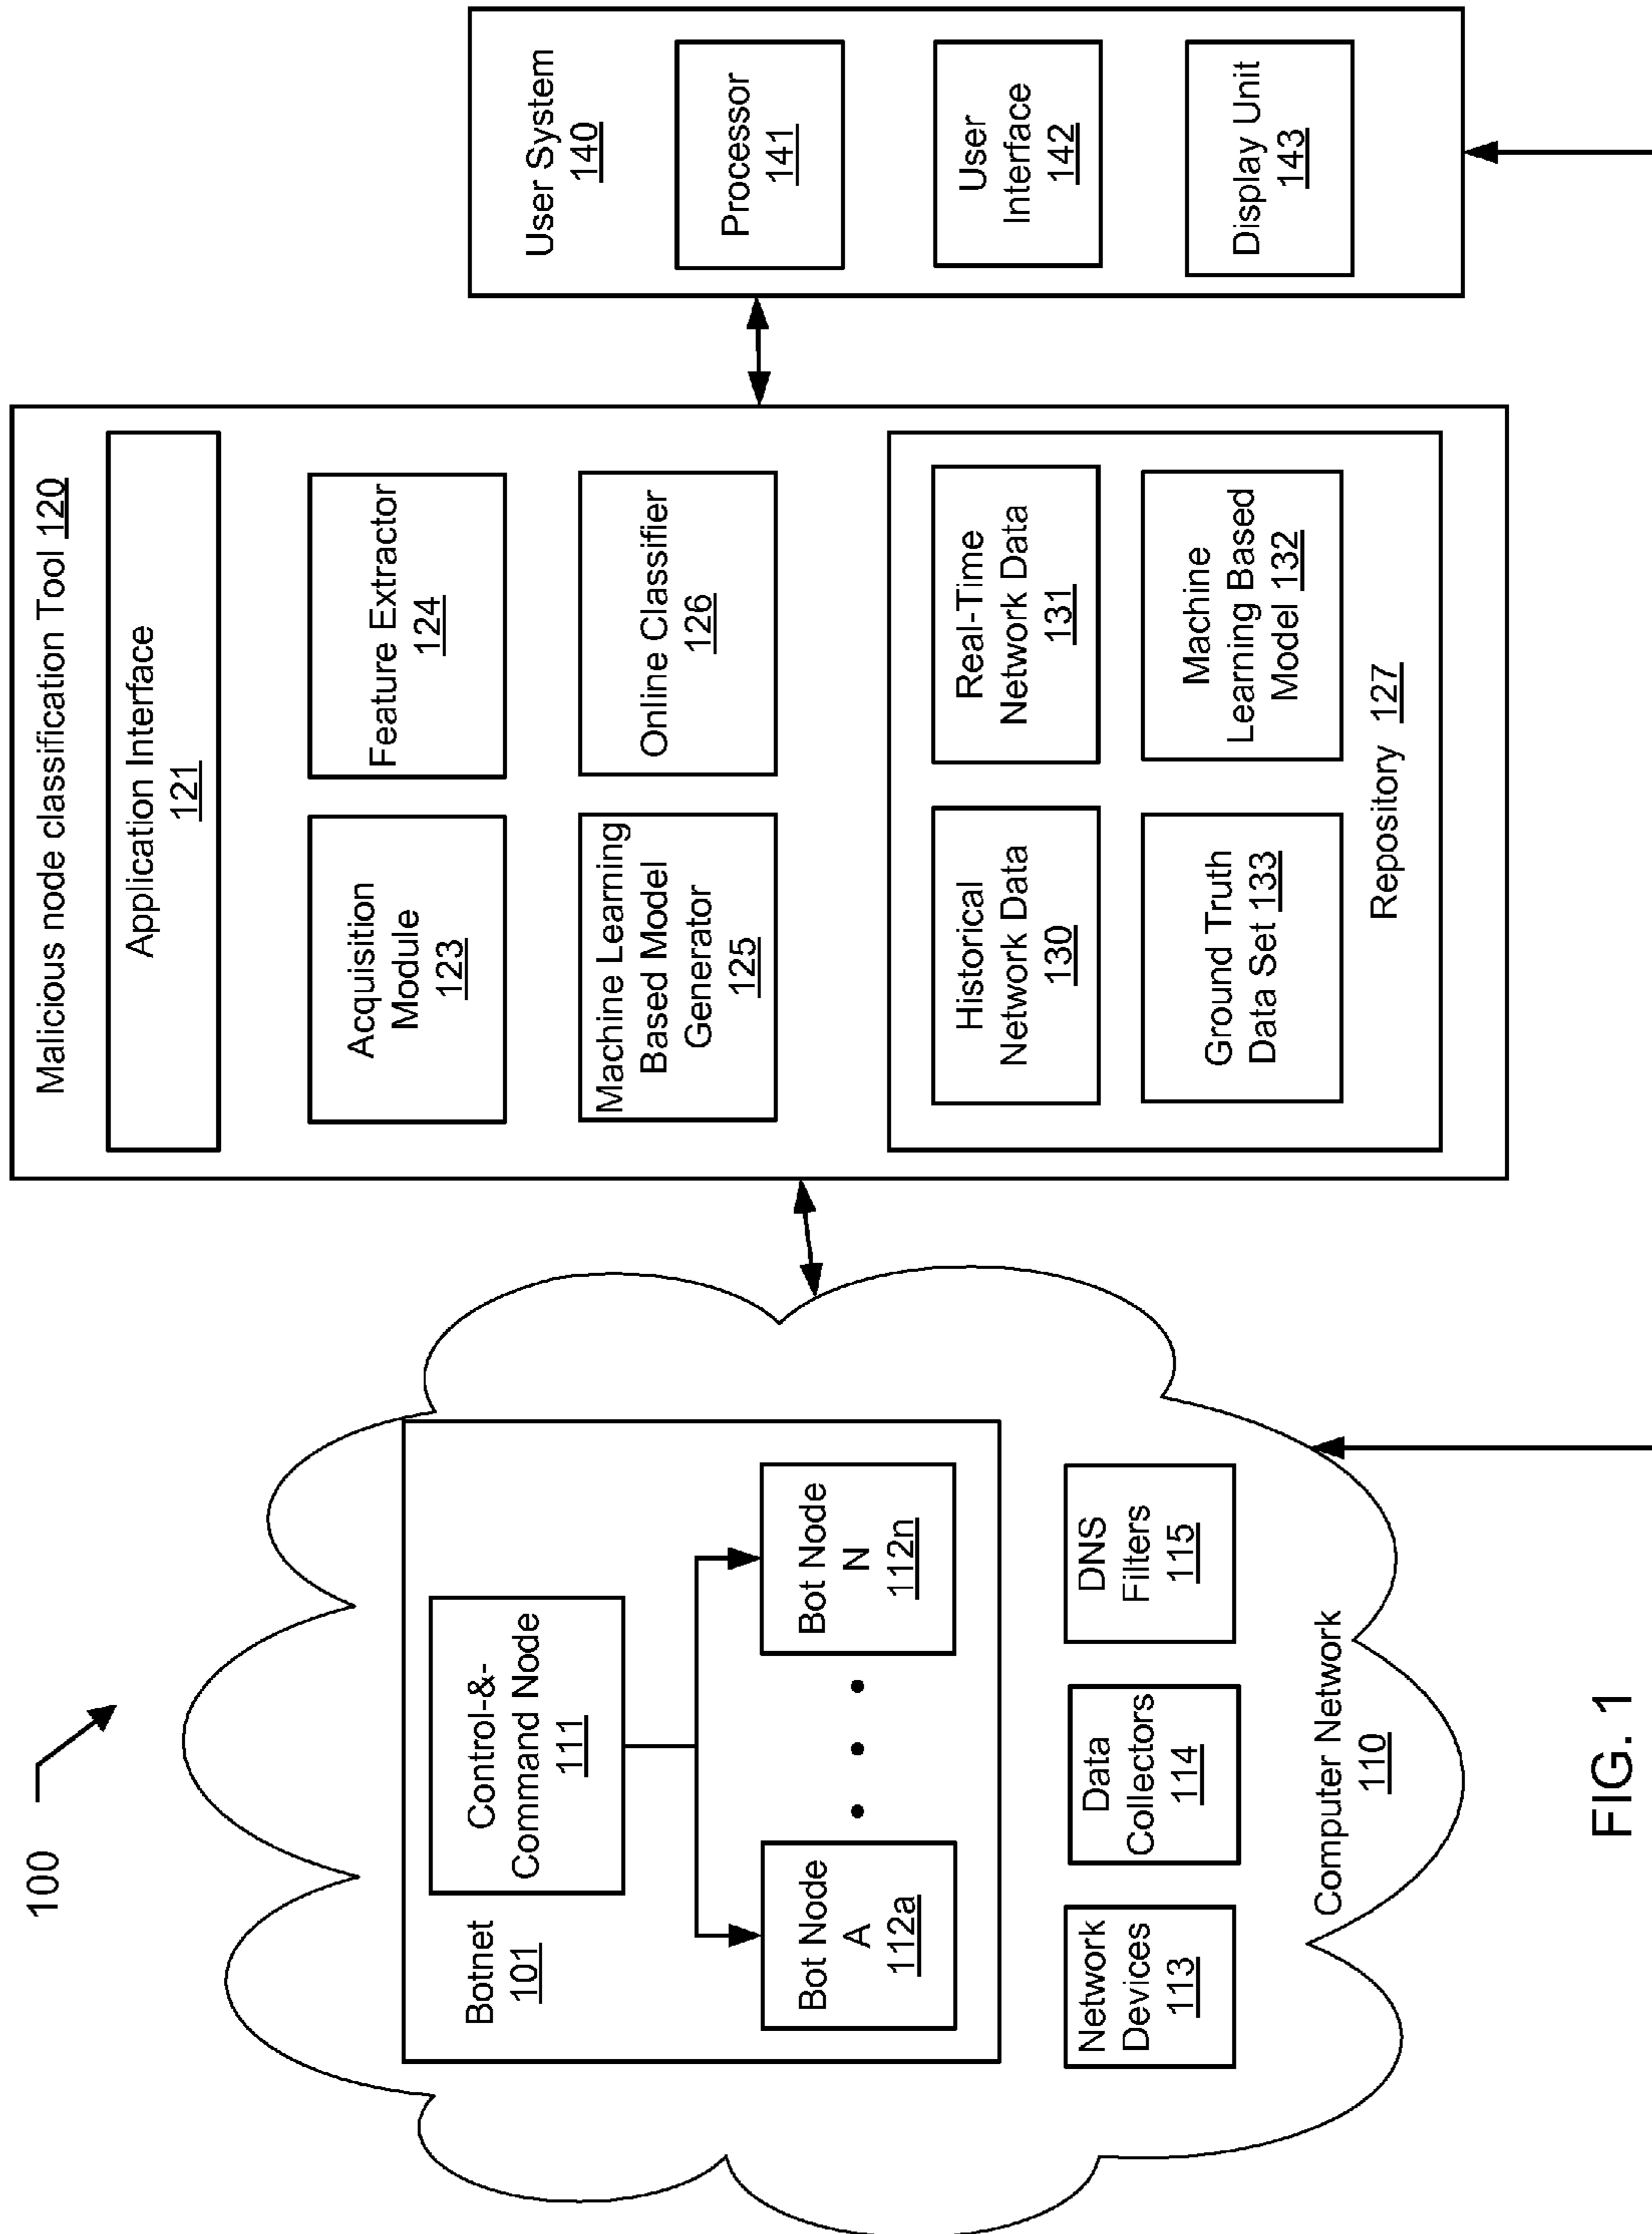 100
Botnet
101
Control-&-
Command Node
111
Bot Node
A
112a
Bot Node
N
112n
Network
Devices
113
Data
Collectors
114
DNS
Filters
115
Computer Network
110
Malicious node classification Tool 120
Application Interface
121
Acquisition
Module
123
Feature Extractor
124
Machine Learning
Based Model
Generator
125
Online Classifier
126
Historical
Network Data
130
Real-Time
Network Data
131
Ground Truth
Data Set 133
Machine
Learning Based
Model 132
Repository 127
User System
140
Processor
141
User
Interface
142
Display Unit
143
FIG. 1